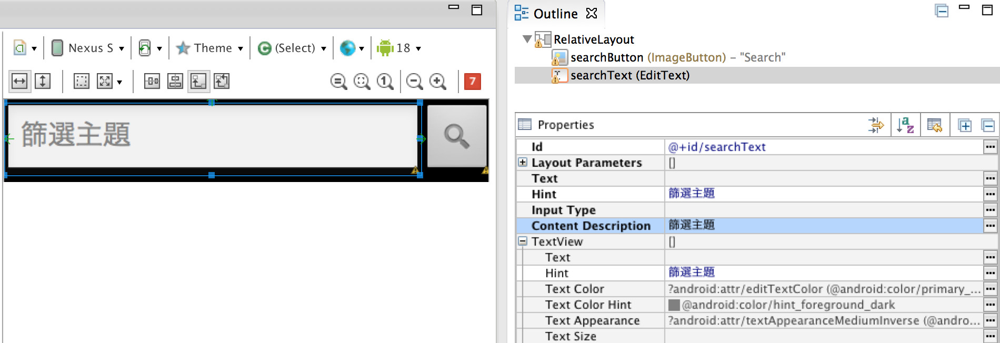 Nexus S
Theme
(Select)
18
7
篩選主題
Outline
RelativeLayout
searchButton (ImageButton) – "Search"
searchText (EditText)
Properties
Id @+id/searchText
Layout Parameters []
Text
Hint 篩選主題
Input Type
Content Description 篩選主題
TextView []
Text
Hint 篩選主題
Text Color ?android:attr/editTextColor (@android:color/primary_...
Text Color Hint @android:color/hint_foreground_dark
Text Appearance ?android:attr/textAppearanceMediumInverse (@andro...
Text Size